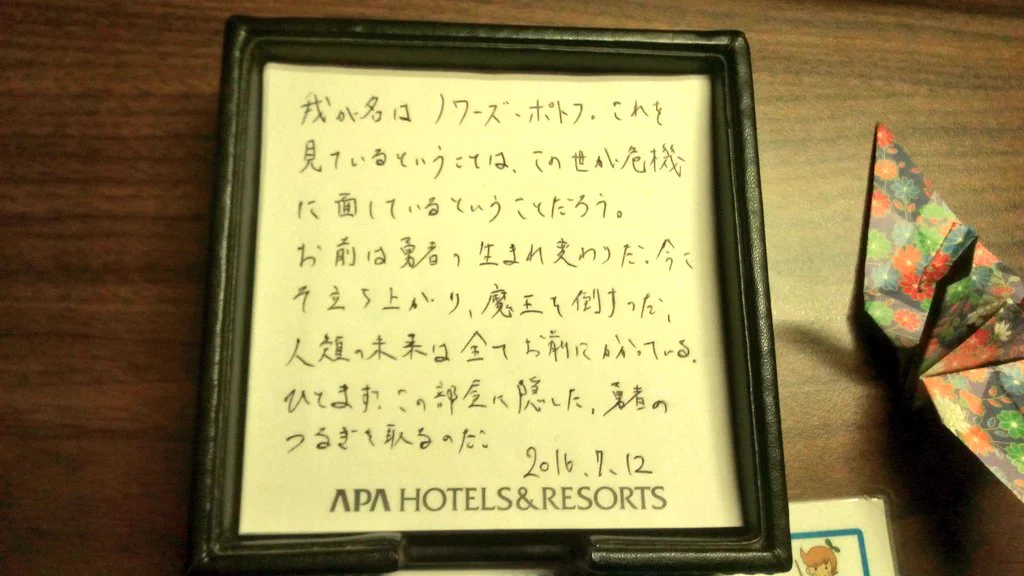 我が名はノワーズ・ポトフ。これを
見ているということは、この世が危機
に面しているということだろう。
お前は勇者の生まれ変わりだ。今こ
そ立ち上がり、魔王を倒すのだ。
人類の未来は全てお前にかかっている。
ひとまず、この部屋に隠した、勇者の
つるぎを取るのだ。
2016.7.12
APA HOTELS&RESORTS